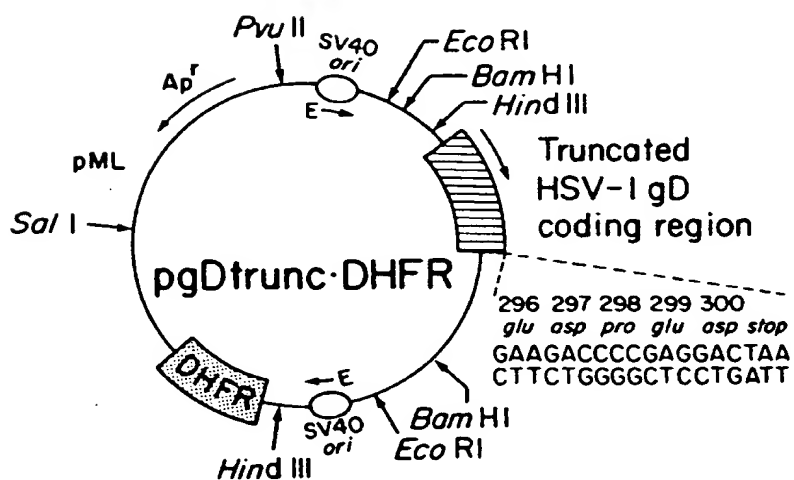 Pvu II
SV40
ori
Eco RI
Bam HI
Hind III
Ap^r
E
pML
Truncated
HSV-I gD
coding region
Sal I
pgDtrunc·DHFR
296 297 298 299 300
glu asp pro glu asp stop
GAAGACCCCGAGGACTAA
CTTCTGGGGCTCCTGATT
DHFR
E
SV40
ori
Bam HI
Eco RI
Hind III